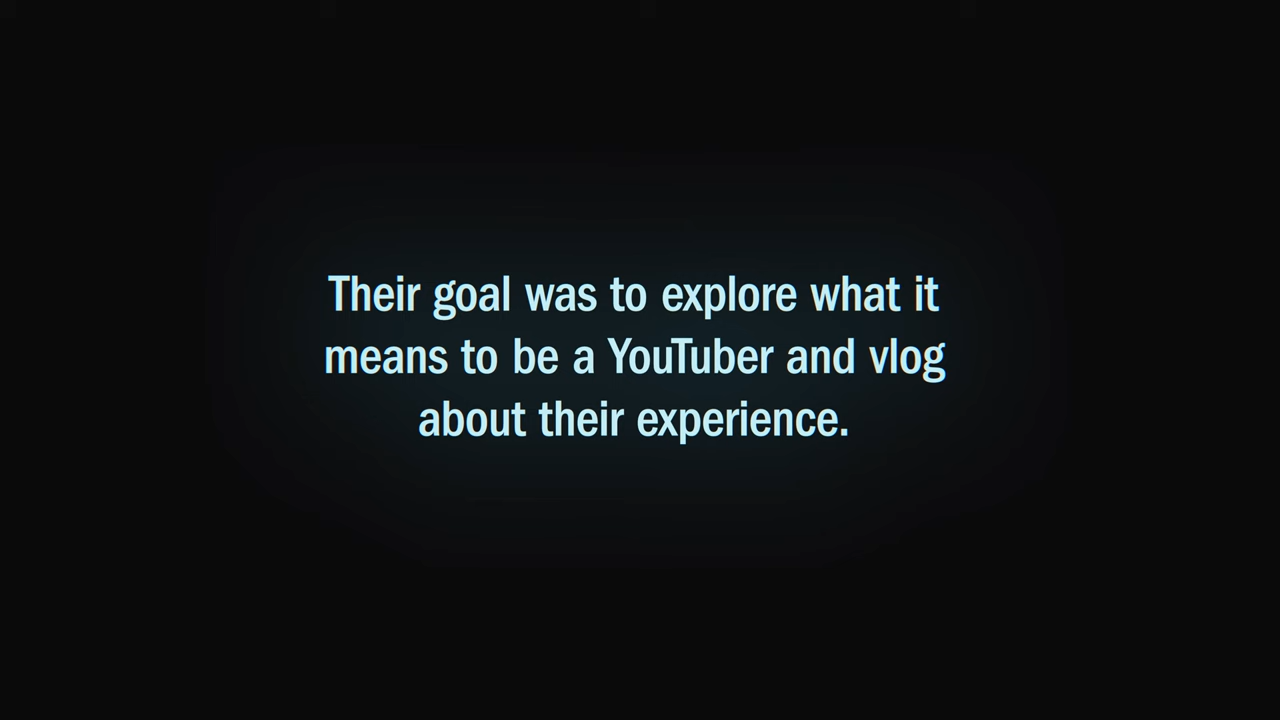 Their goal was to explore what it
means to be a YouTuber and vlog
about their experience.